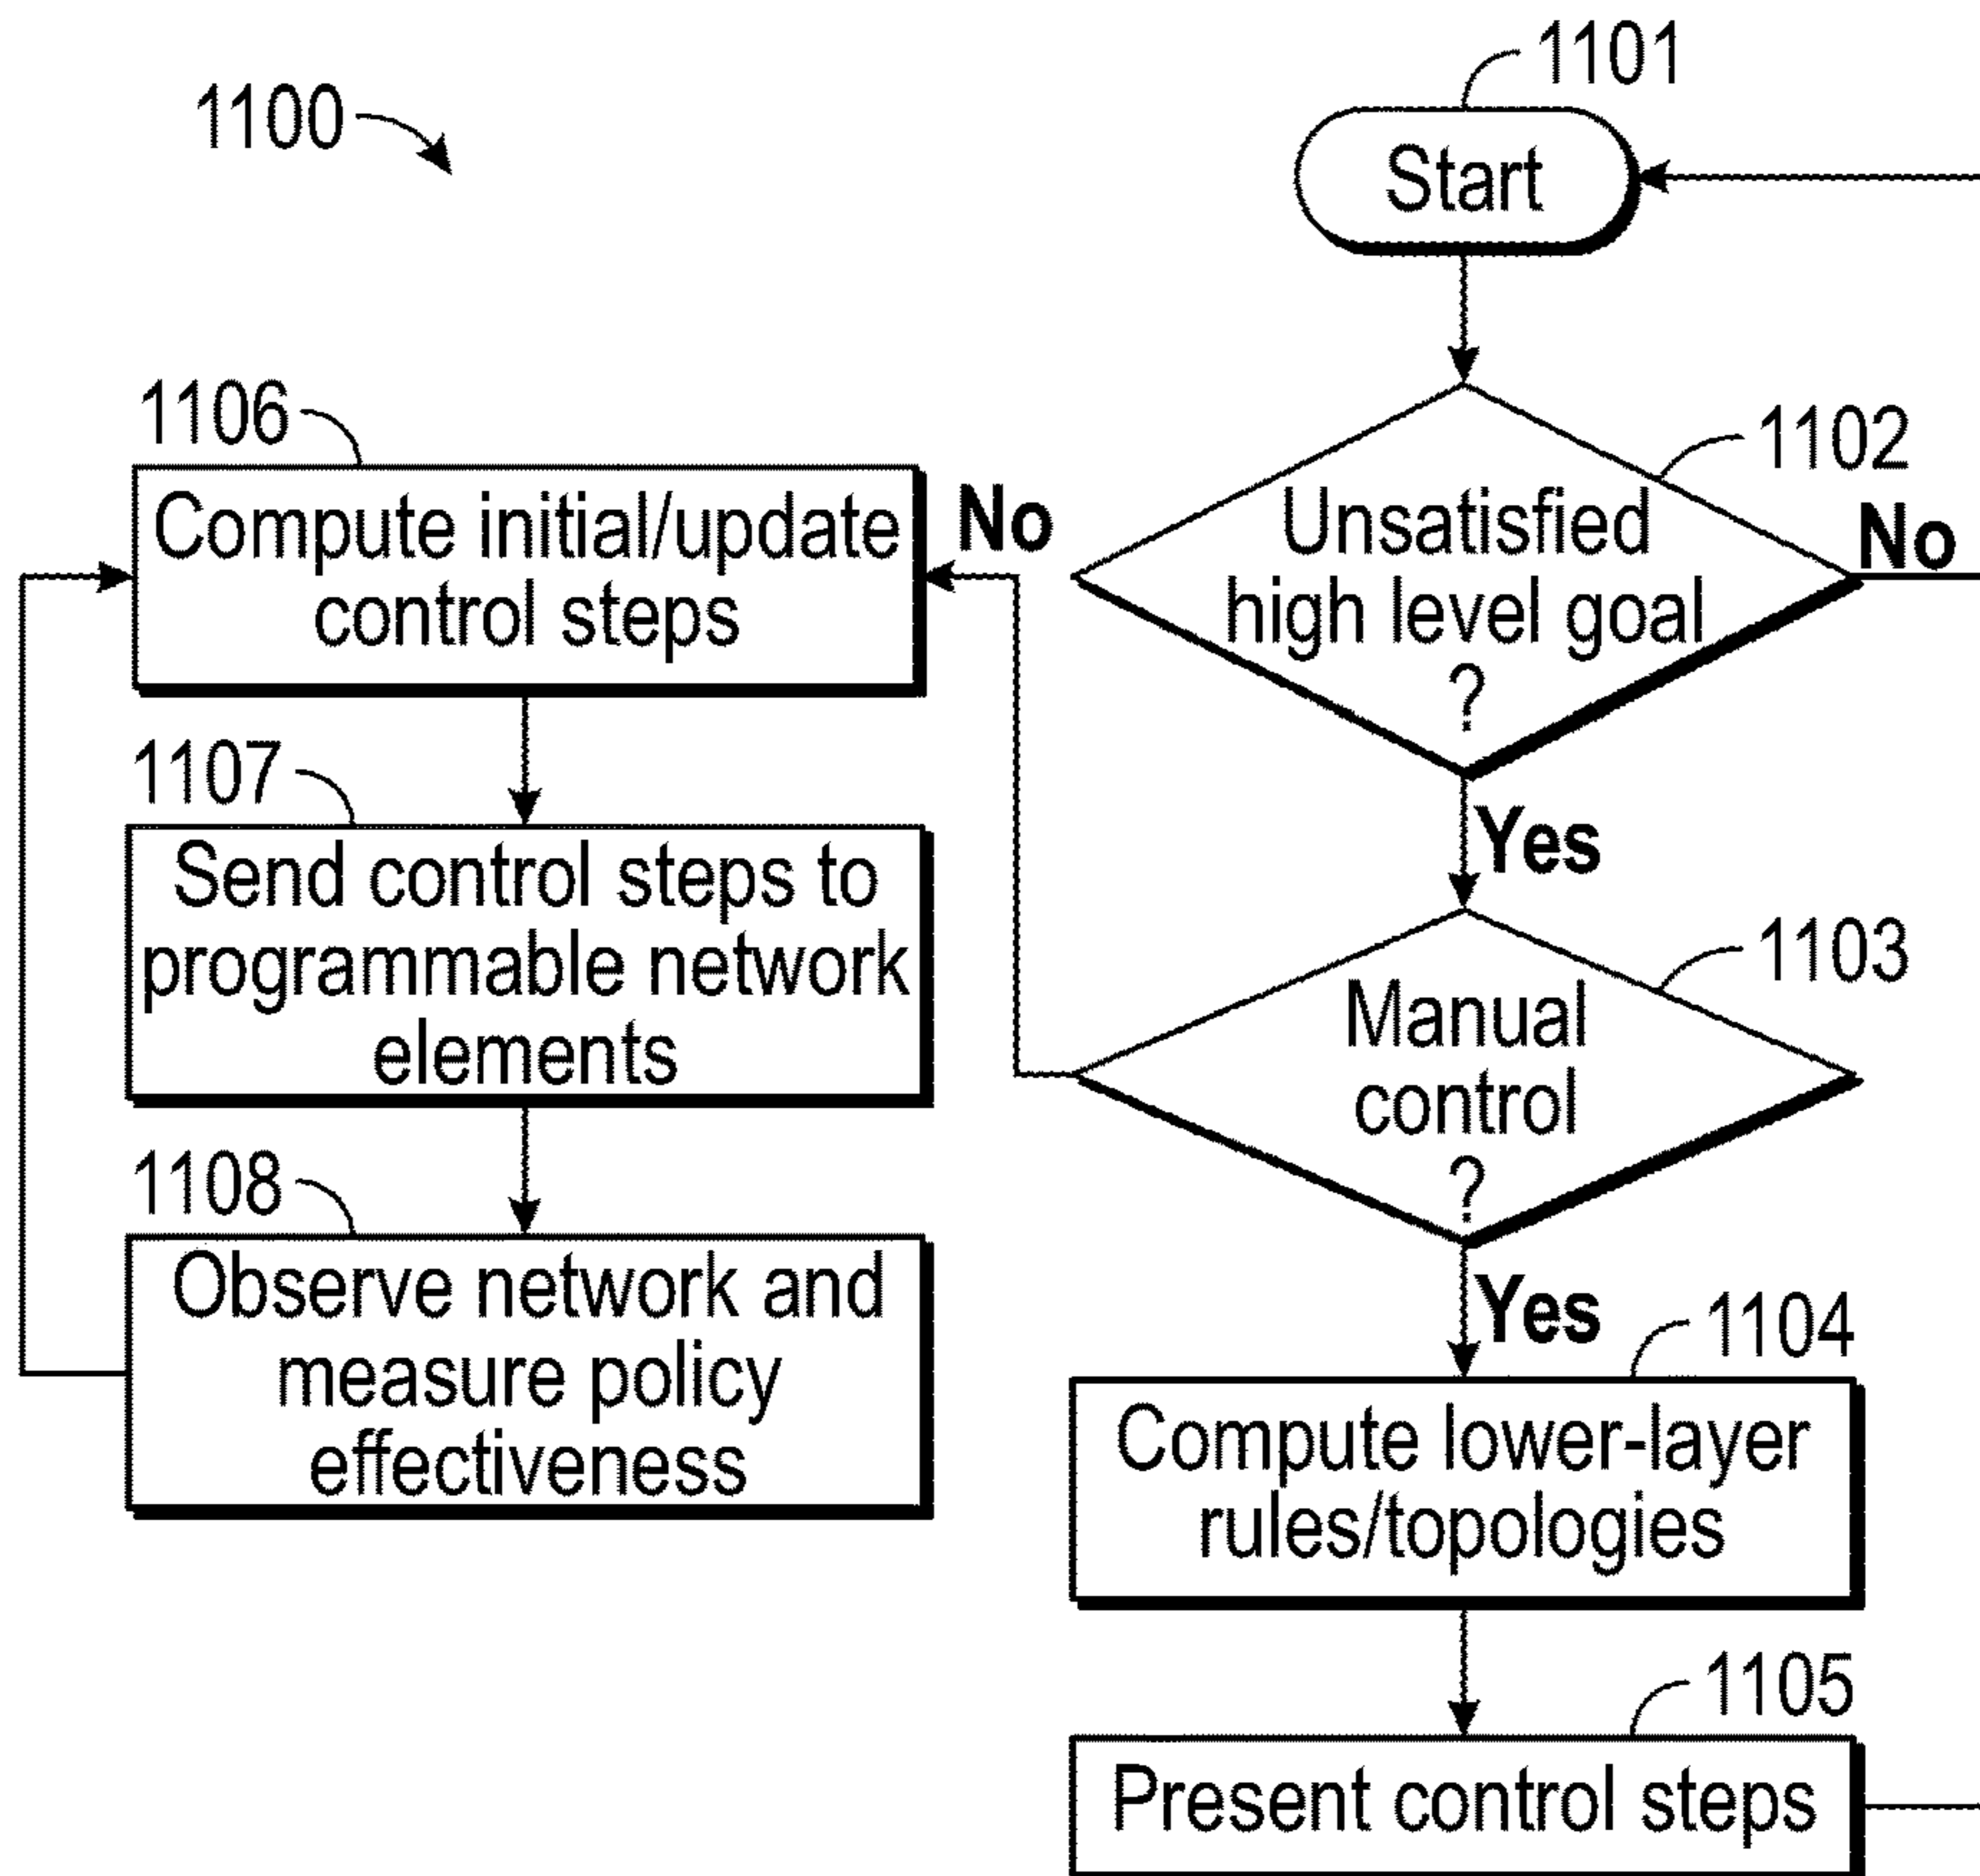 1100
1101
Start
1102
Unsatisfied
high level goal
?
No
Yes
1103
Manual
control
?
No
Yes
1104
Compute lower-layer
rules/topologies
1105
Present control steps
1106
Compute initial/update
control steps
1107
Send control steps to
programmable network
elements
1108
Observe network and
measure policy
effectiveness